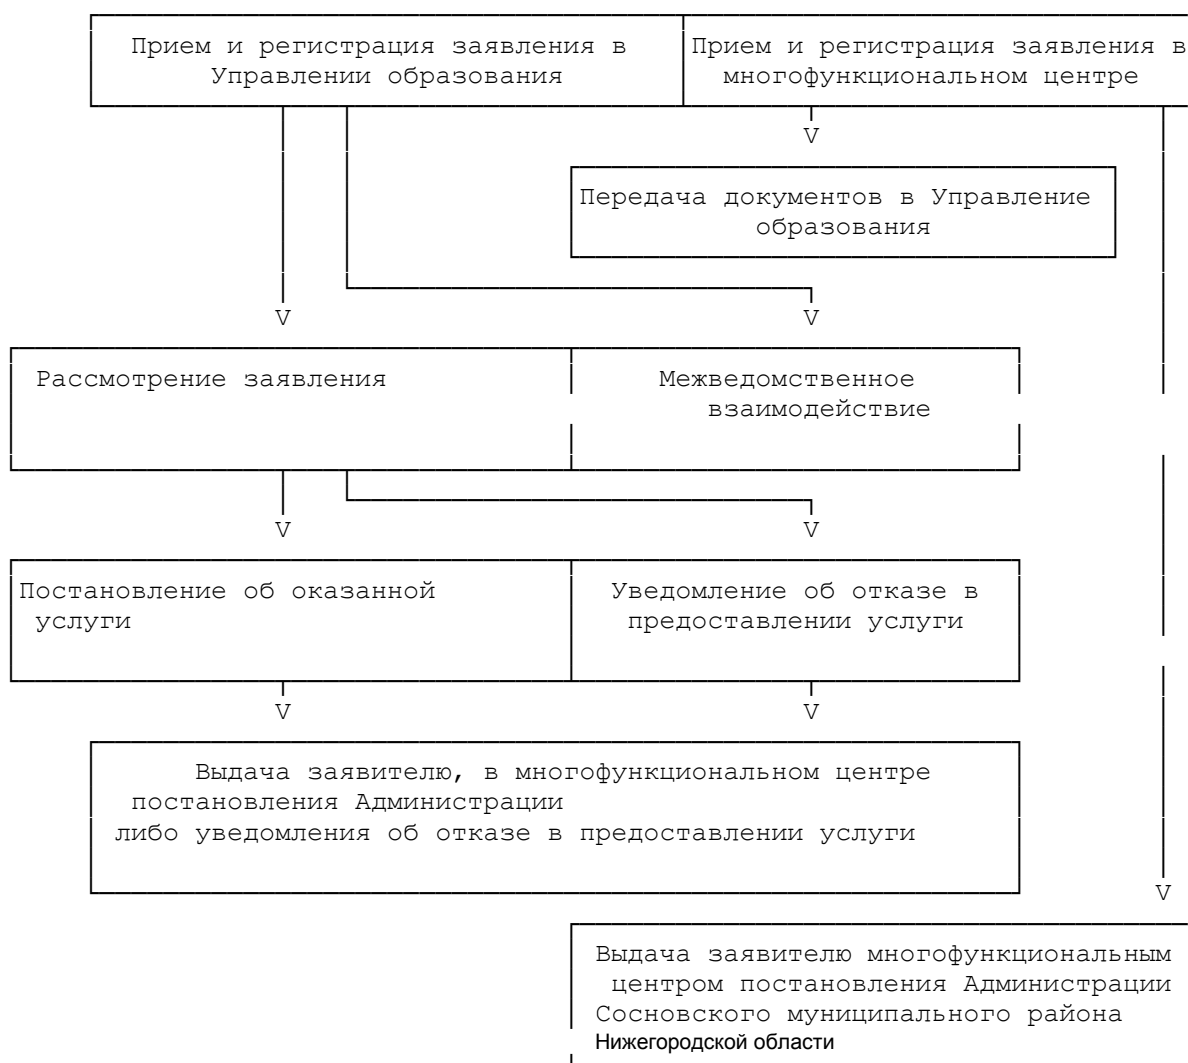 Прием и регистрация заявления в
Управлении образования
Прием и регистрация заявления в
многофункциональном центре
V
Передача документов в Управление
образования
V
V
Рассмотрение заявления
Межведомственное
взаимодействие
V
V
Постановление об оказанной
услуги
Уведомление об отказе в
предоставлении услуги
V
V
Выдача заявителю, в многофункциональном центре
постановления Администрации
либо уведомления об отказе в предоставлении услуги
V
Выдача заявителю многофункциональным
центром постановления Администрации
Сосновского муниципального района
Нижегородской области